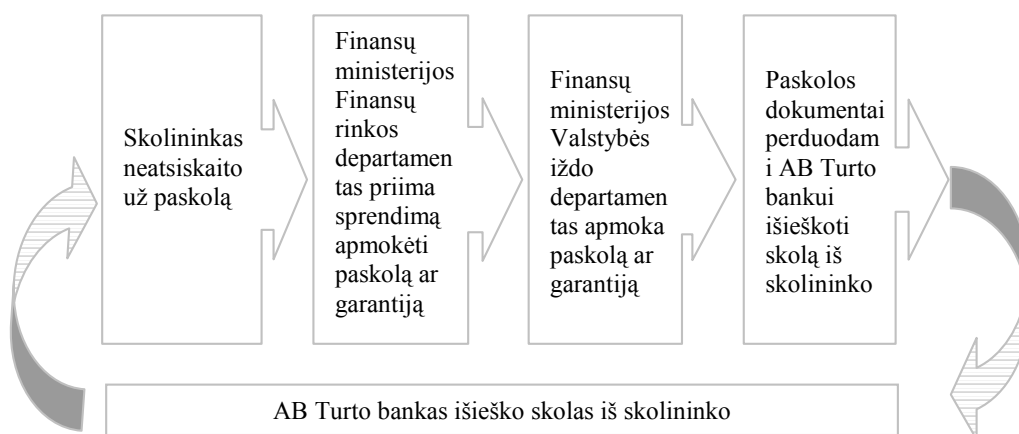 Skolininkas
neatsiskaito
už paskolą
Finansų
ministerijos
Finansų
rinkos
departamen
tas priima
sprendimą
apmokėti
paskolą ar
garantiją
Finansų
ministerijos
Valstybės
iždo
departamen
tas apmoka
paskolą ar
garantiją
Paskolos
dokumentai
perduodam
i AB Turto
bankui
išieškoti
skolą iš
skolininko
AB Turto bankas išieško skolas iš skolininko